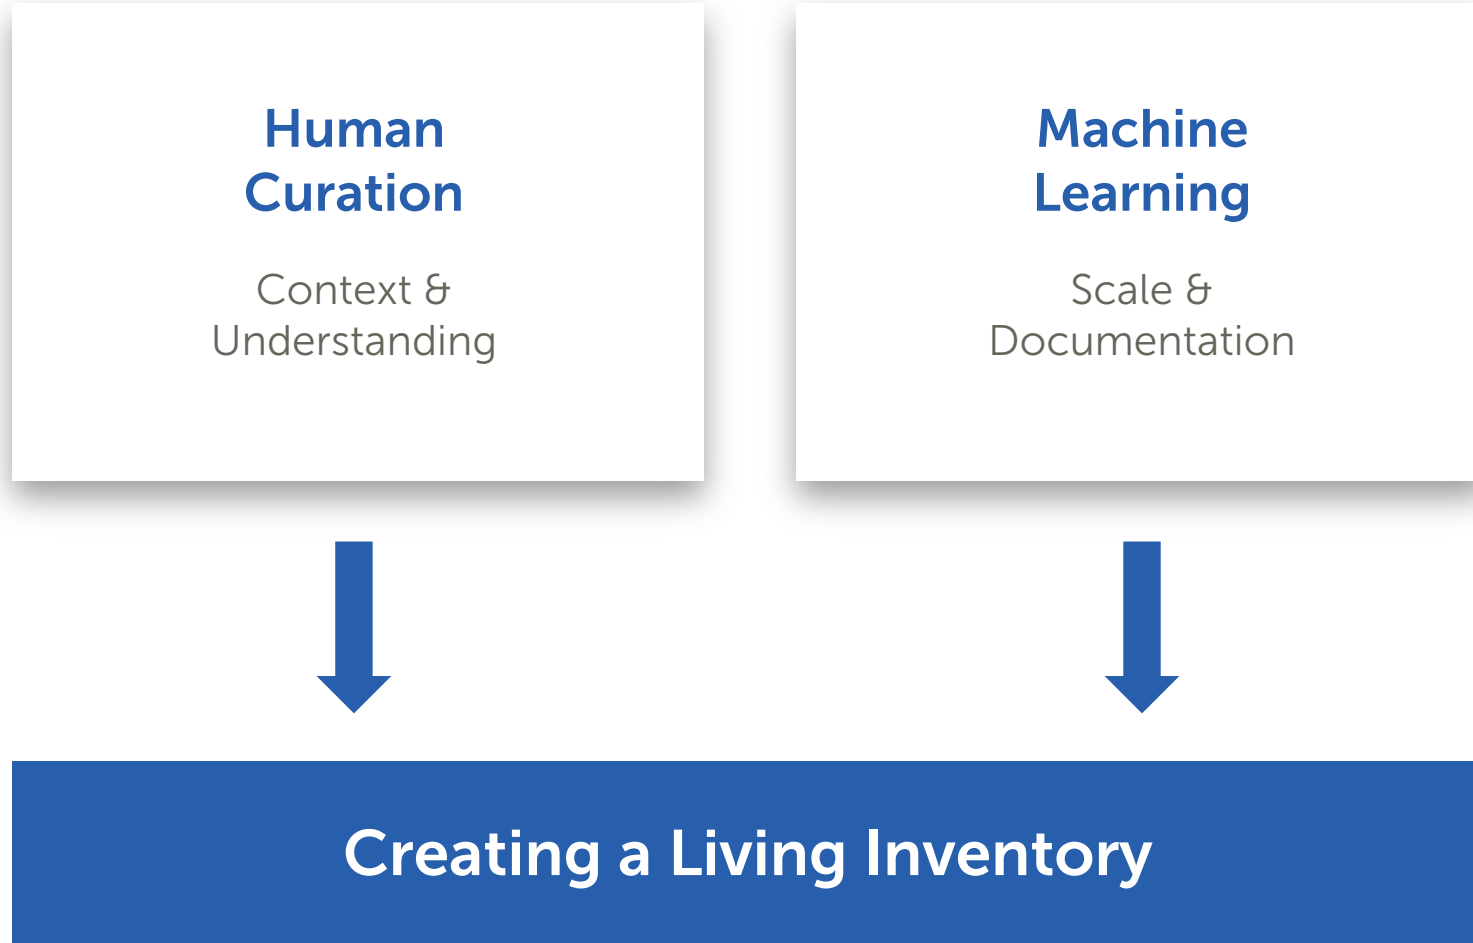 Human
Curation
Context &
Understanding
Machine
Learning
Scale &
Documentation
Creating a Living Inventory